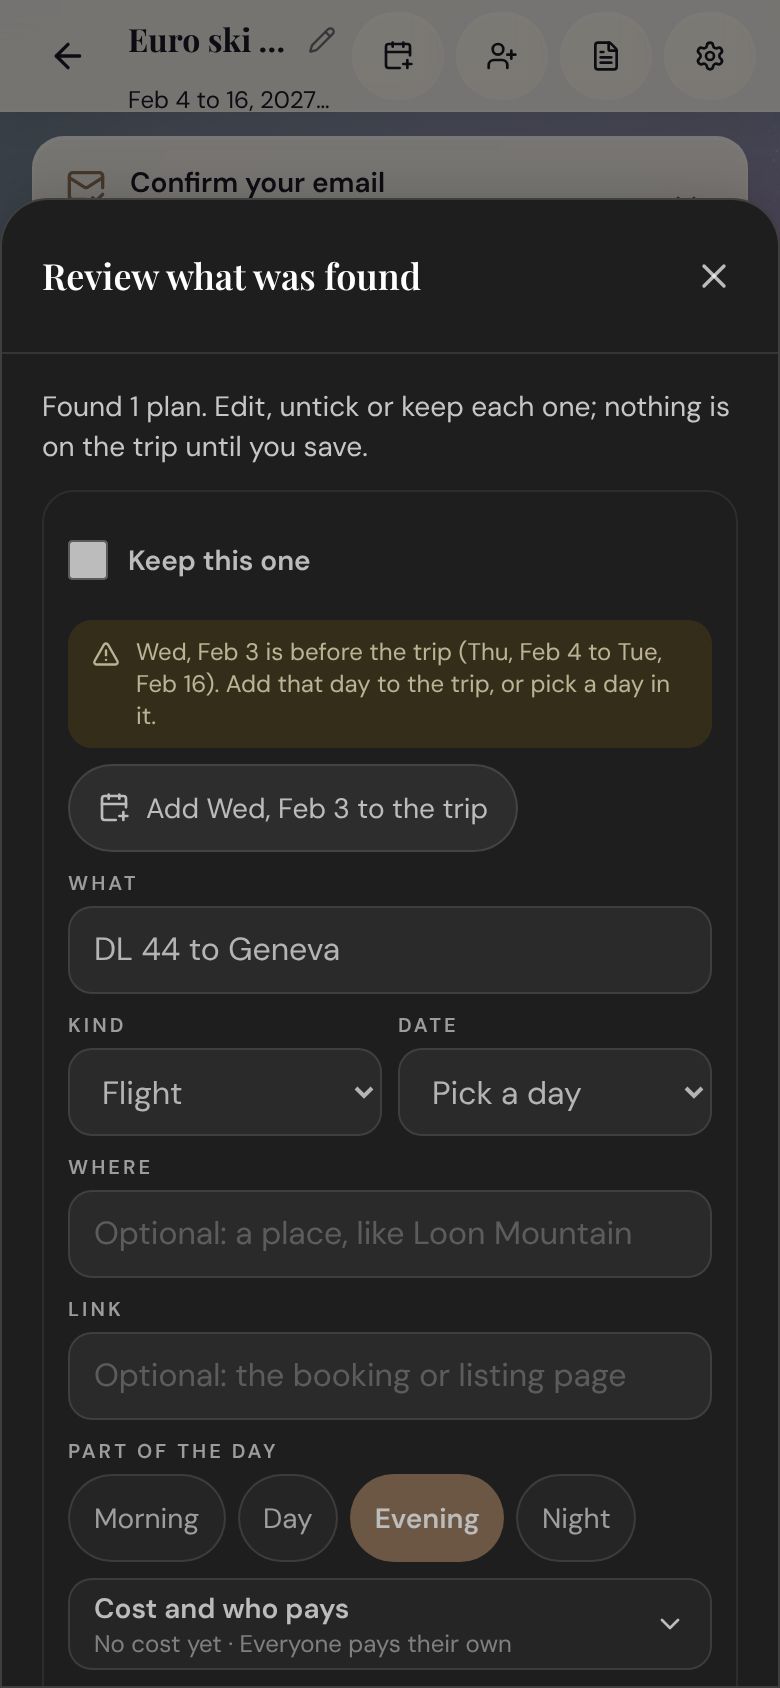 Euro ski ...
Feb 4 to 16, 2027...
Confirm your email
Review what was found
Found 1 plan. Edit, untick or keep each one; nothing is
on the trip until you save.
Keep this one
Wed, Feb 3 is before the trip (Thu, Feb 4 to Tue,
Feb 16). Add that day to the trip, or pick a day in
it.
Add Wed, Feb 3 to the trip
WHAT
DL 44 to Geneva
KIND
DATE
Flight
Pick a day
WHERE
Optional: a place, like Loon Mountain
LINK
Optional: the booking or listing page
PART OF THE DAY
Morning
Day
Evening
Night
Cost and who pays
No cost yet · Everyone pays their own